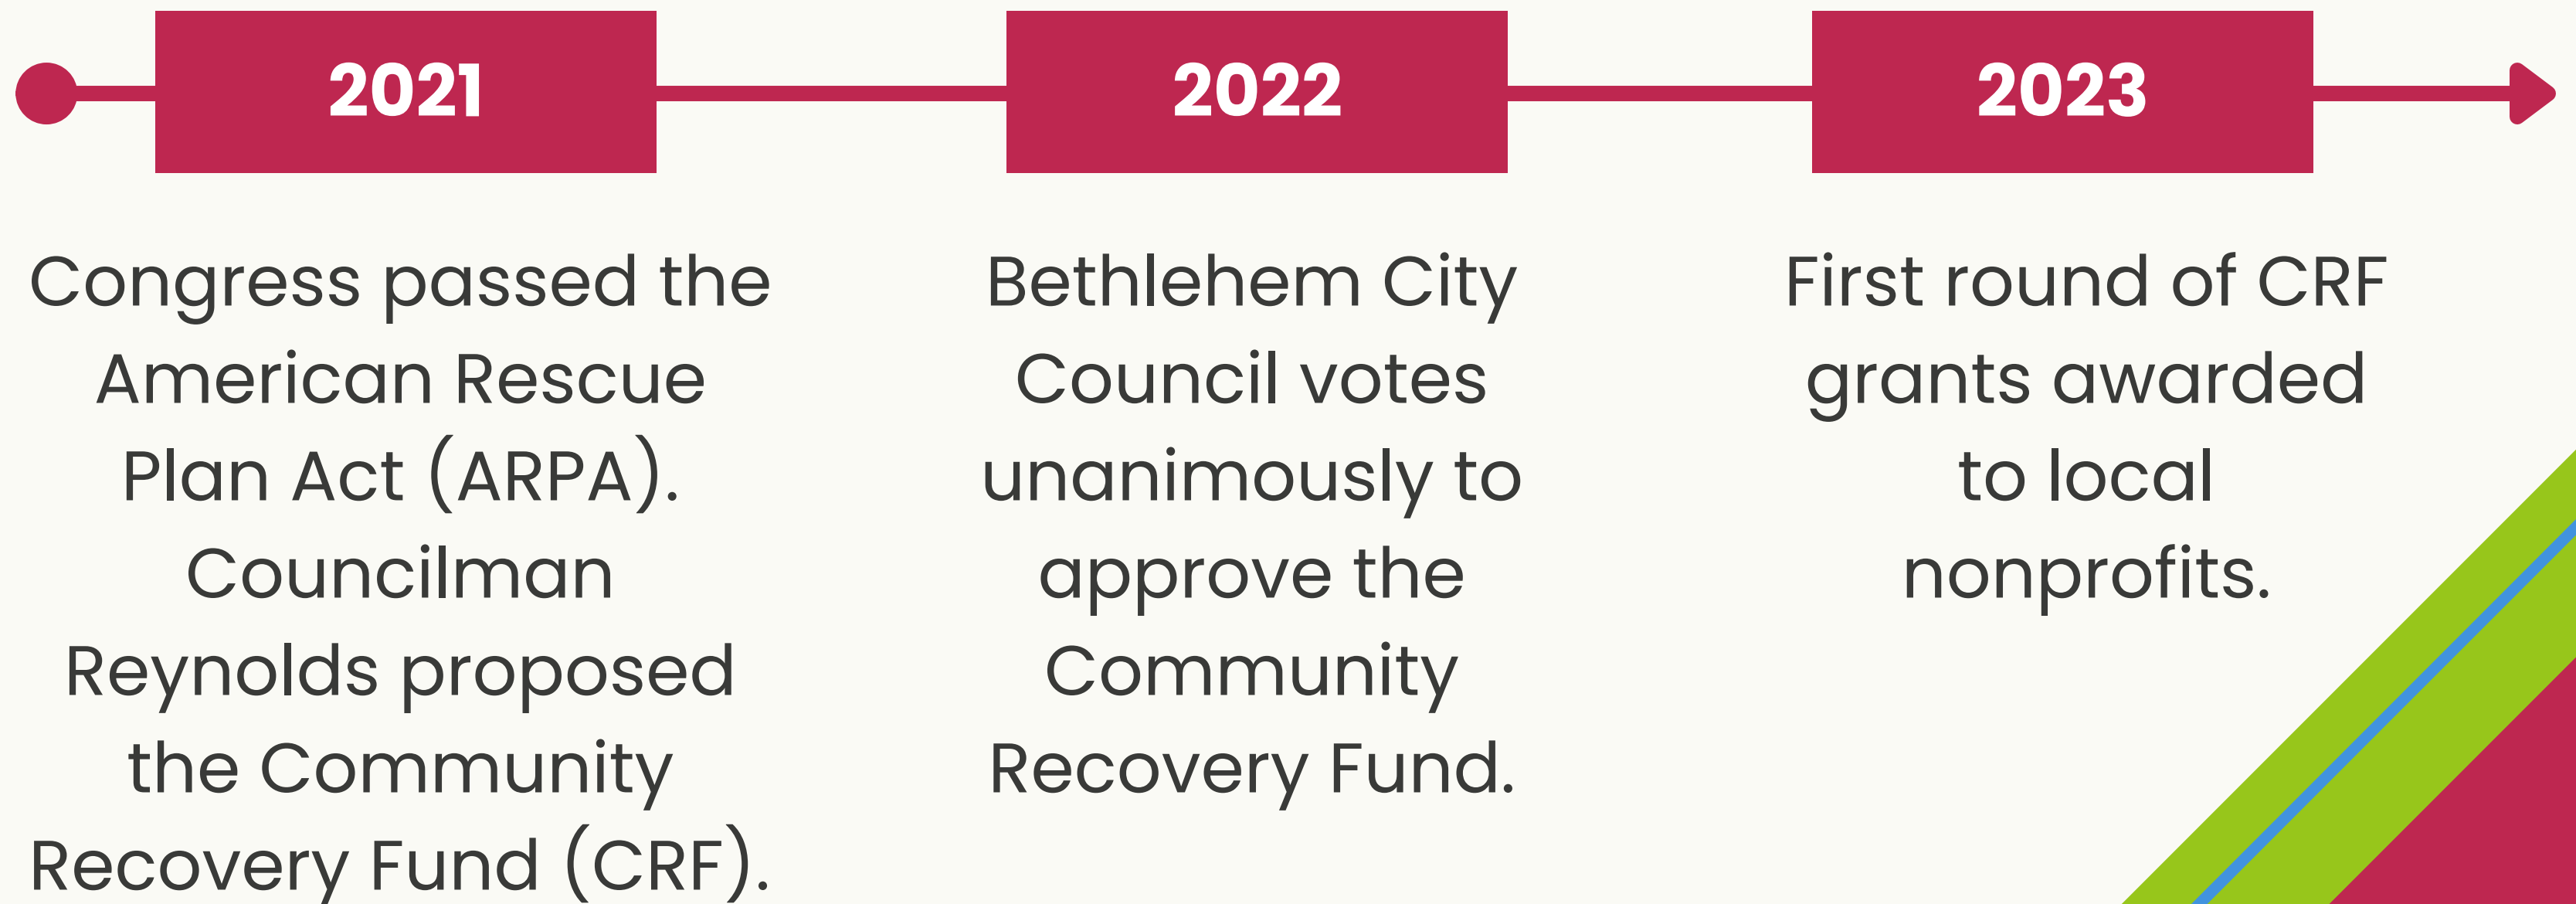 2021
Congress passed the
American Rescue
Plan Act (ARPA).
Councilman
Reynolds proposed
the Community
Recovery Fund (CRF).
2022
Bethlehem City
Council votes
unanimously to
approve the
Community
Recovery Fund.
2023
First round of CRF
grants awarded
to local
nonprofits.